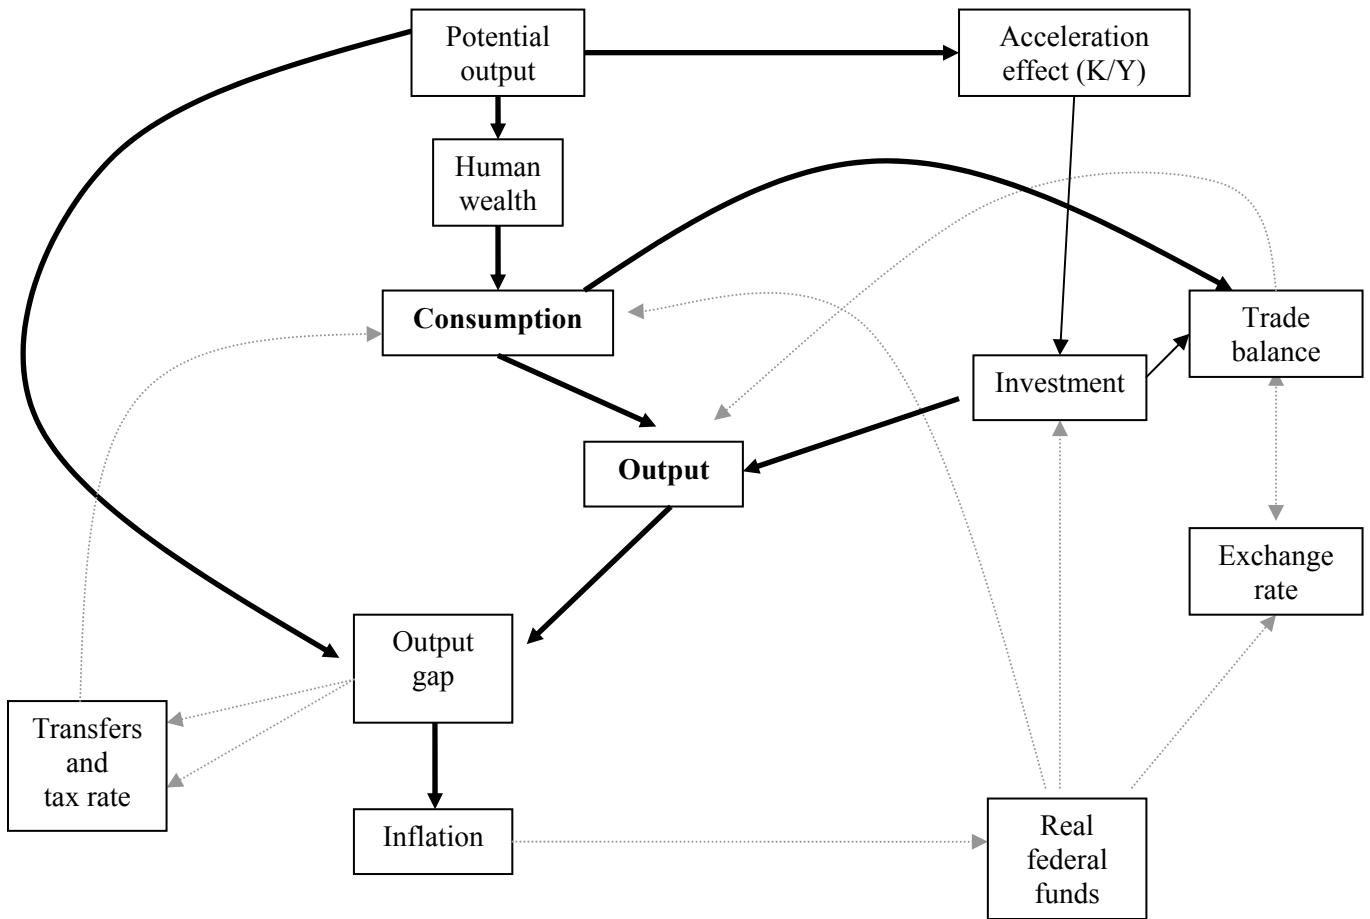 Potential
output
Acceleration
effect (K/Y)
Human
wealth
Consumption
Trade
balance
Investment
Output
Exchange
rate
Output
gap
Transfers
and
tax rate
Inflation
Real
federal
funds